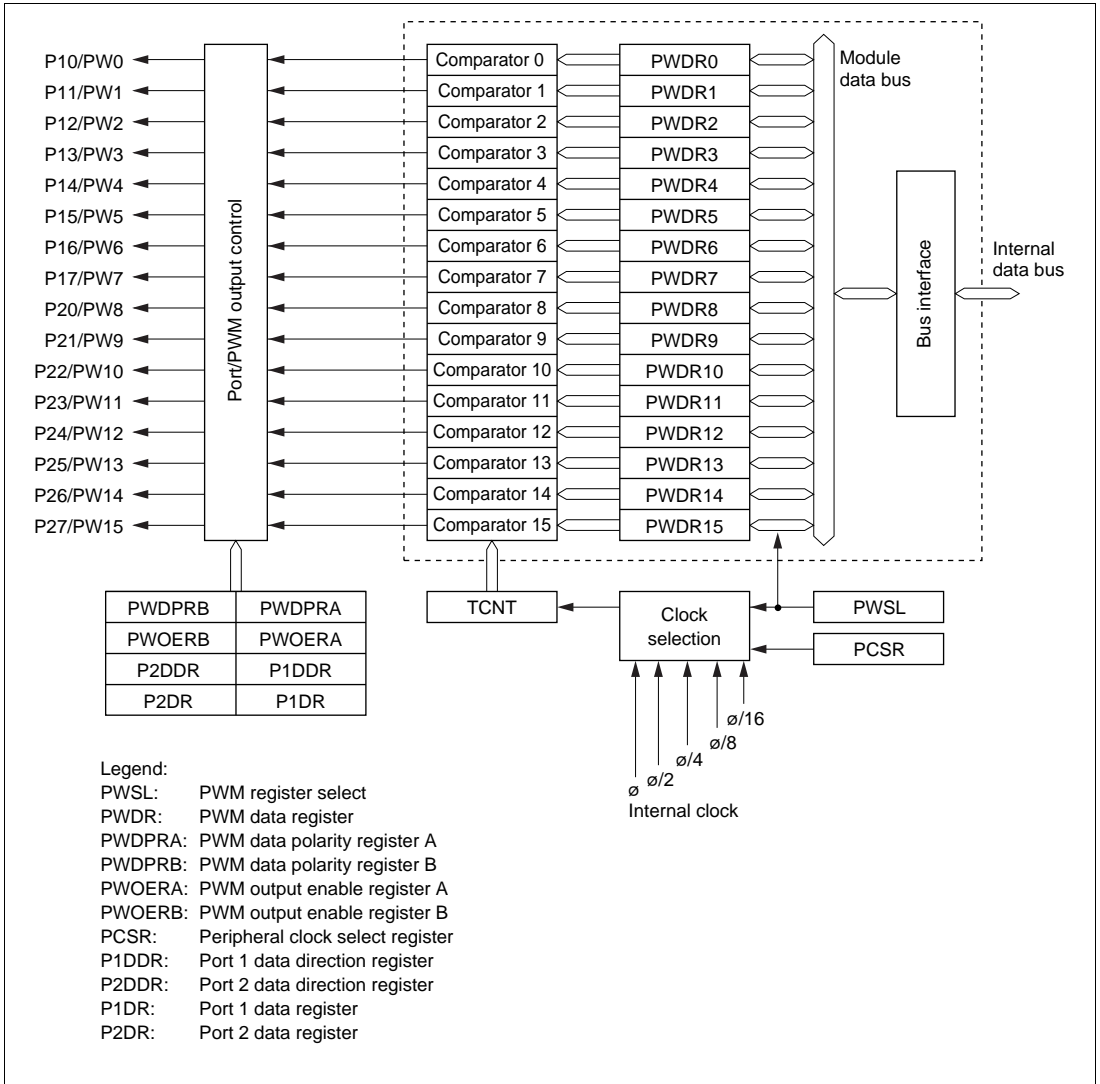 P10/PW0 Comparator 0 PWDR0 Module
P11/PW1 Comparator 1 PWDR1 data bus
P12/PW2 Comparator 2 PWDR2
P13/PW3 Comparator 3 PWDR3
P14/PW4 Comparator 4 PWDR4
P15/PW5 Comparator 5 PWDR5
P16/PW6 Comparator 6 PWDR6 Internal
P17/PW7 Comparator 7 PWDR7 data bus
P20/PW8 Comparator 8 PWDR8
P21/PW9 Comparator 9 PWDR9
P22/PW10 Comparator 10 PWDR10
P23/PW11 Comparator 11 PWDR11
P24/PW12 Comparator 12 PWDR12
P25/PW13 Comparator 13 PWDR13
P26/PW14 Comparator 14 PWDR14
P27/PW15 Comparator 15 PWDR15
Port/PWM output control
Bus interface
PWDPRB PWDPRA TCNT Clock PWSL
PWOERB PWOERA selection PCSR
P2DDR P1DDR
P2DR P1DR
ø/16
ø/8
ø/4
ø/2
ø
Internal clock
Legend:
PWSL: PWM register select
PWDR: PWM data register
PWDPRA: PWM data polarity register A
PWDPRB: PWM data polarity register B
PWOERA: PWM output enable register A
PWOERB: PWM output enable register B
PCSR: Peripheral clock select register
P1DDR: Port 1 data direction register
P2DDR: Port 2 data direction register
P1DR: Port 1 data register
P2DR: Port 2 data register